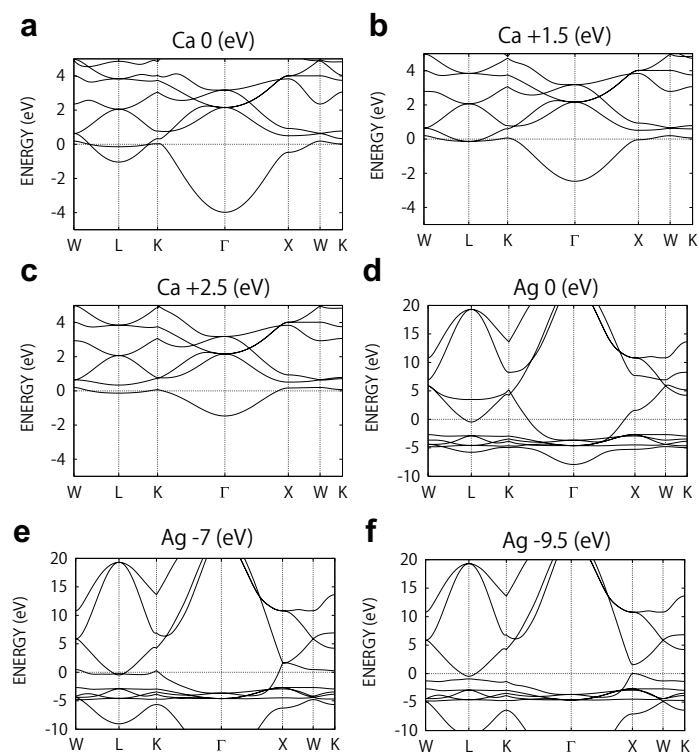 a
Ca 0 (eV)
ENERGY (eV)
4
2
0
-2
-4
W L K Γ X W K
b
Ca +1.5 (eV)
ENERGY (eV)
4
2
0
-2
-4
W L K Γ X W K
c
Ca +2.5 (eV)
ENERGY (eV)
4
2
0
-2
-4
W L K Γ X W K
d
Ag 0 (eV)
ENERGY (eV)
20
15
10
5
0
-5
-10
W L K Γ X W K
e
Ag -7 (eV)
ENERGY (eV)
20
15
10
5
0
-5
-10
W L K Γ X W K
f
Ag -9.5 (eV)
ENERGY (eV)
20
15
10
5
0
-5
-10
W L K Γ X W K